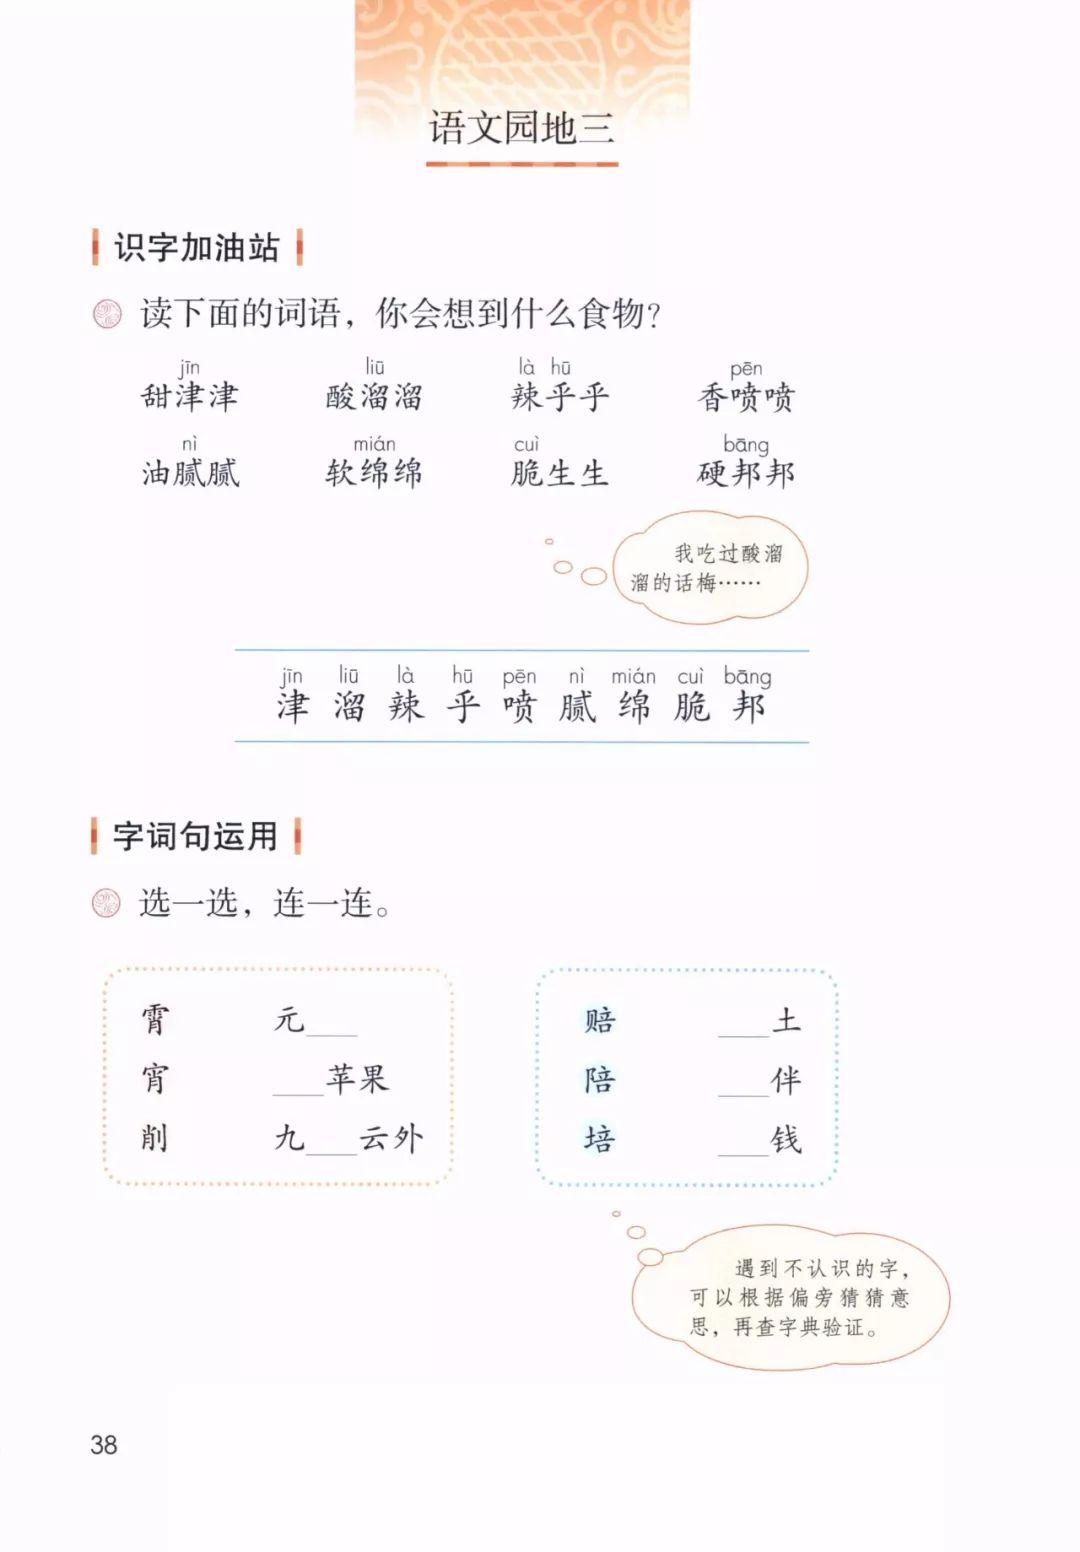 语文园地三
识字加油站
读下面的词语，你会想到什么食物？
jīn liū là hū pēn
甜津津 酸溜溜 辣乎乎 香喷喷
nì mián cuì bāng
油腻腻 软绵绵 脆生生 硬邦邦
我吃过酸溜
溜的话梅……
jīn liū là hū pēn nì mián cuì bāng
津 溜 辣 乎 喷 腻 绵 脆 邦
字词句运用
选一选，连一连。
霄 元___
宵 ___苹果
削 九___云外
赔 ___土
陪 ___伴
培 ___钱
遇到不认识的字，
可以根据偏旁猜猜意
思，再查字典验证。
38